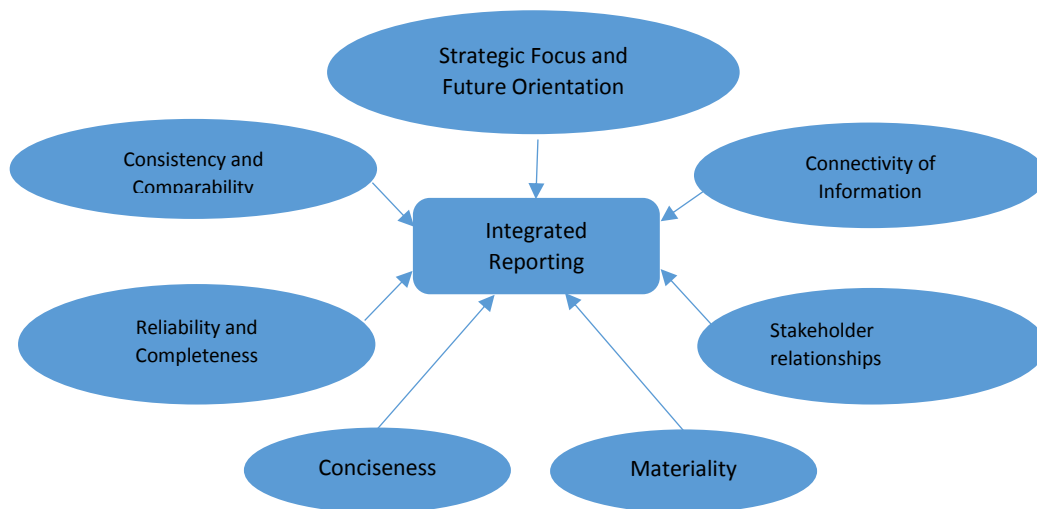 Strategic Focus and
Future Orientation
Consistency and
Comparability
Connectivity of
Information
Integrated
Reporting
Reliability and
Completeness
Stakeholder
relationships
Conciseness
Materiality